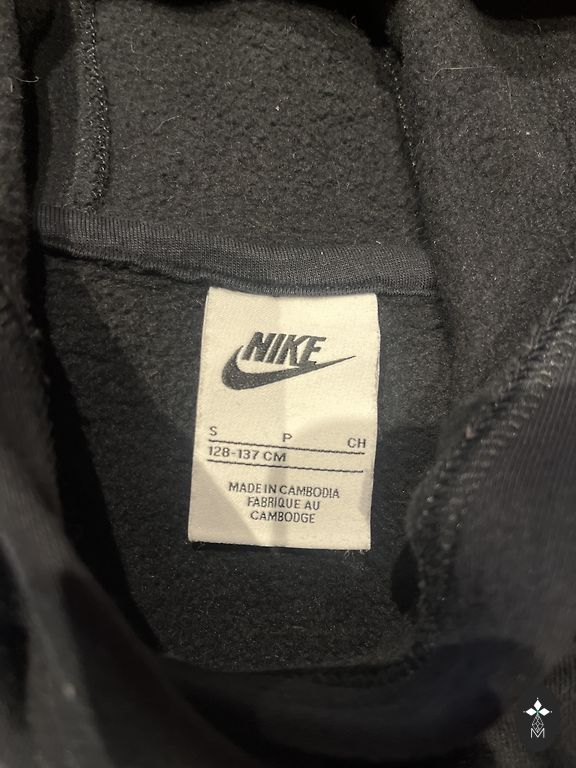 NIKE
S P CH
128-137 CM
MADE IN CAMBODIA
FABRIQUE AU
CAMBODGE
M